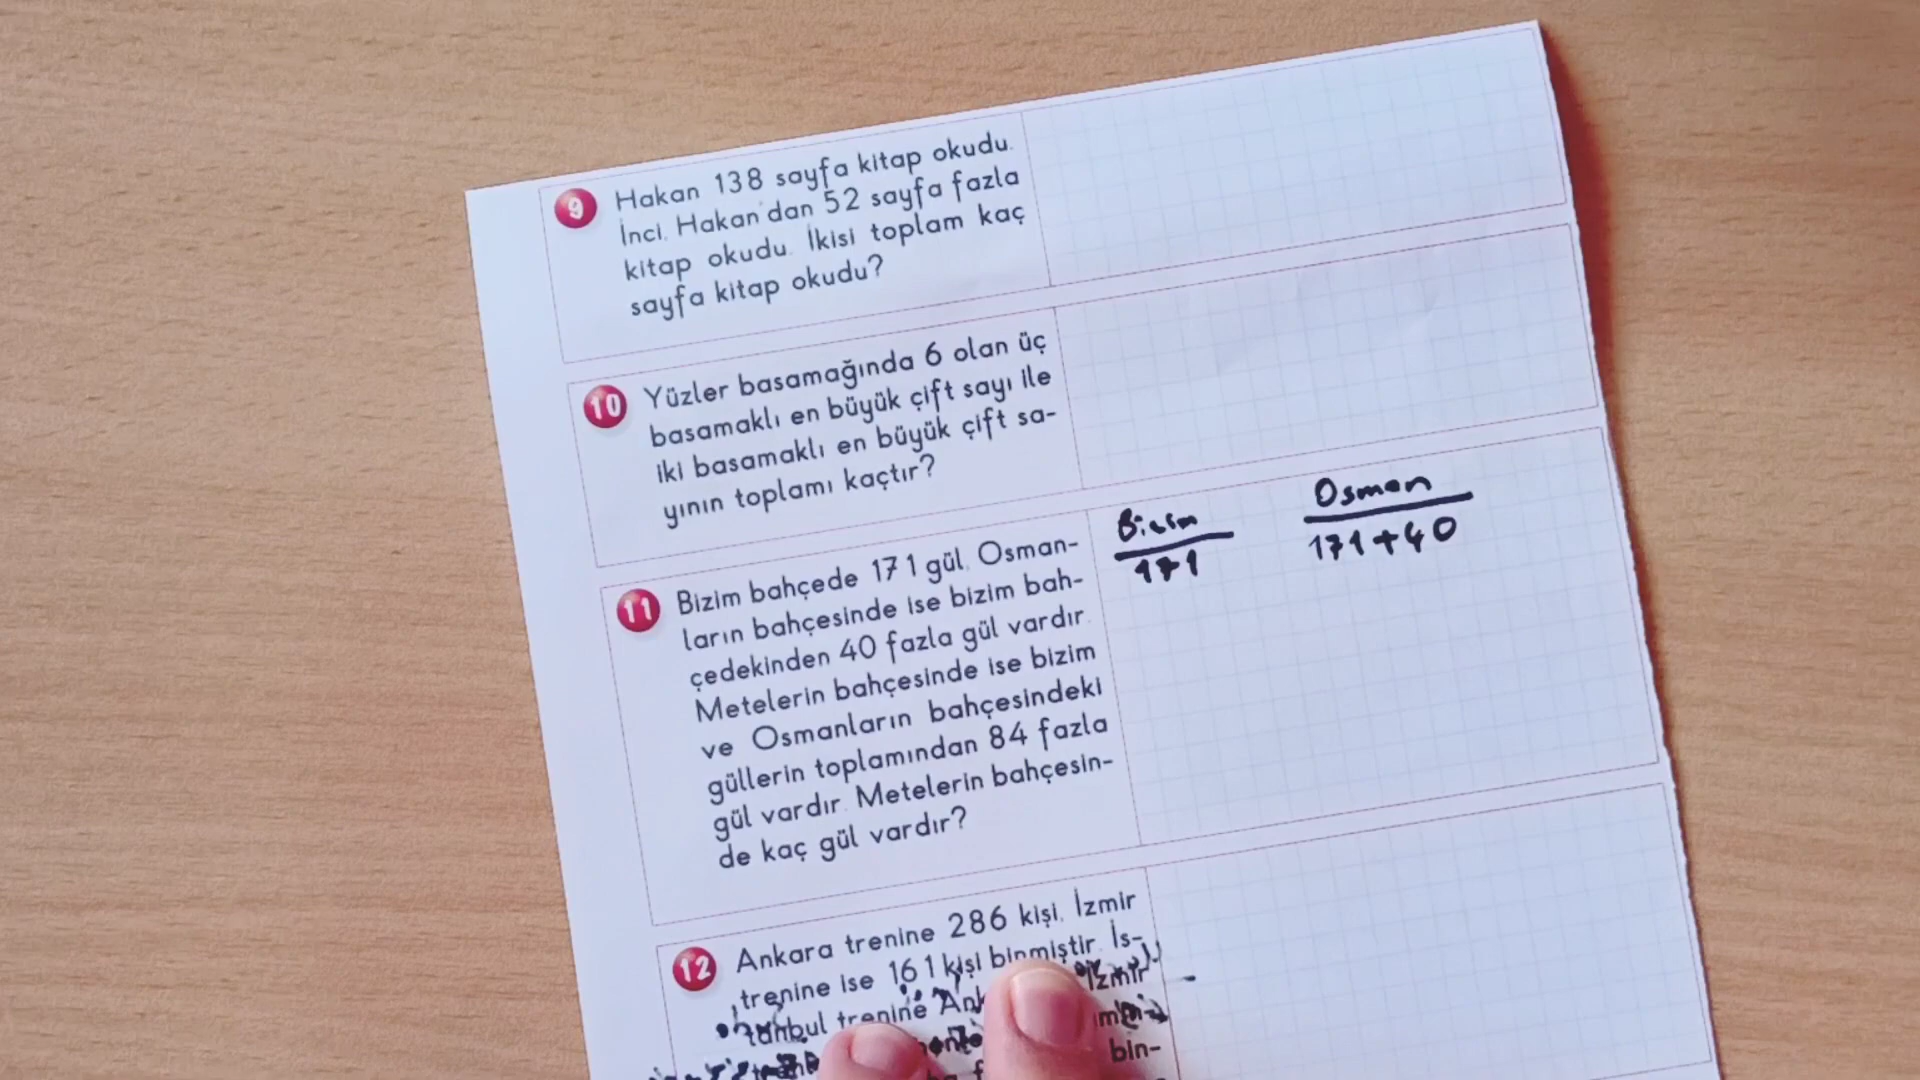 9 Hakan 138 sayfa kitap okudu.
İnci, Hakan'dan 52 sayfa fazla
kitap okudu. İkisi toplam kaç
sayfa kitap okudu?
10 Yüzler basamağında 6 olan üç
basamaklı en büyük çift sayı ile
iki basamaklı en büyük çift sa-
yının toplamı kaçtır?
11 Bizim bahçede 171 gül, Osman-
ların bahçesinde ise bizim bah-
çedekinden 40 fazla gül vardır.
Metelerin bahçesinde ise bizim
ve Osmanların bahçesindeki
güllerin toplamından 84 fazla
gül vardır. Metelerin bahçesin-
de kaç gül vardır?
Bizim
171
Osman
171+40
12 Ankara trenine 286 kişi, İzmir
trenine ise 161 kişi binmiştir. İs-
tanbul trenine İzmir
bin-